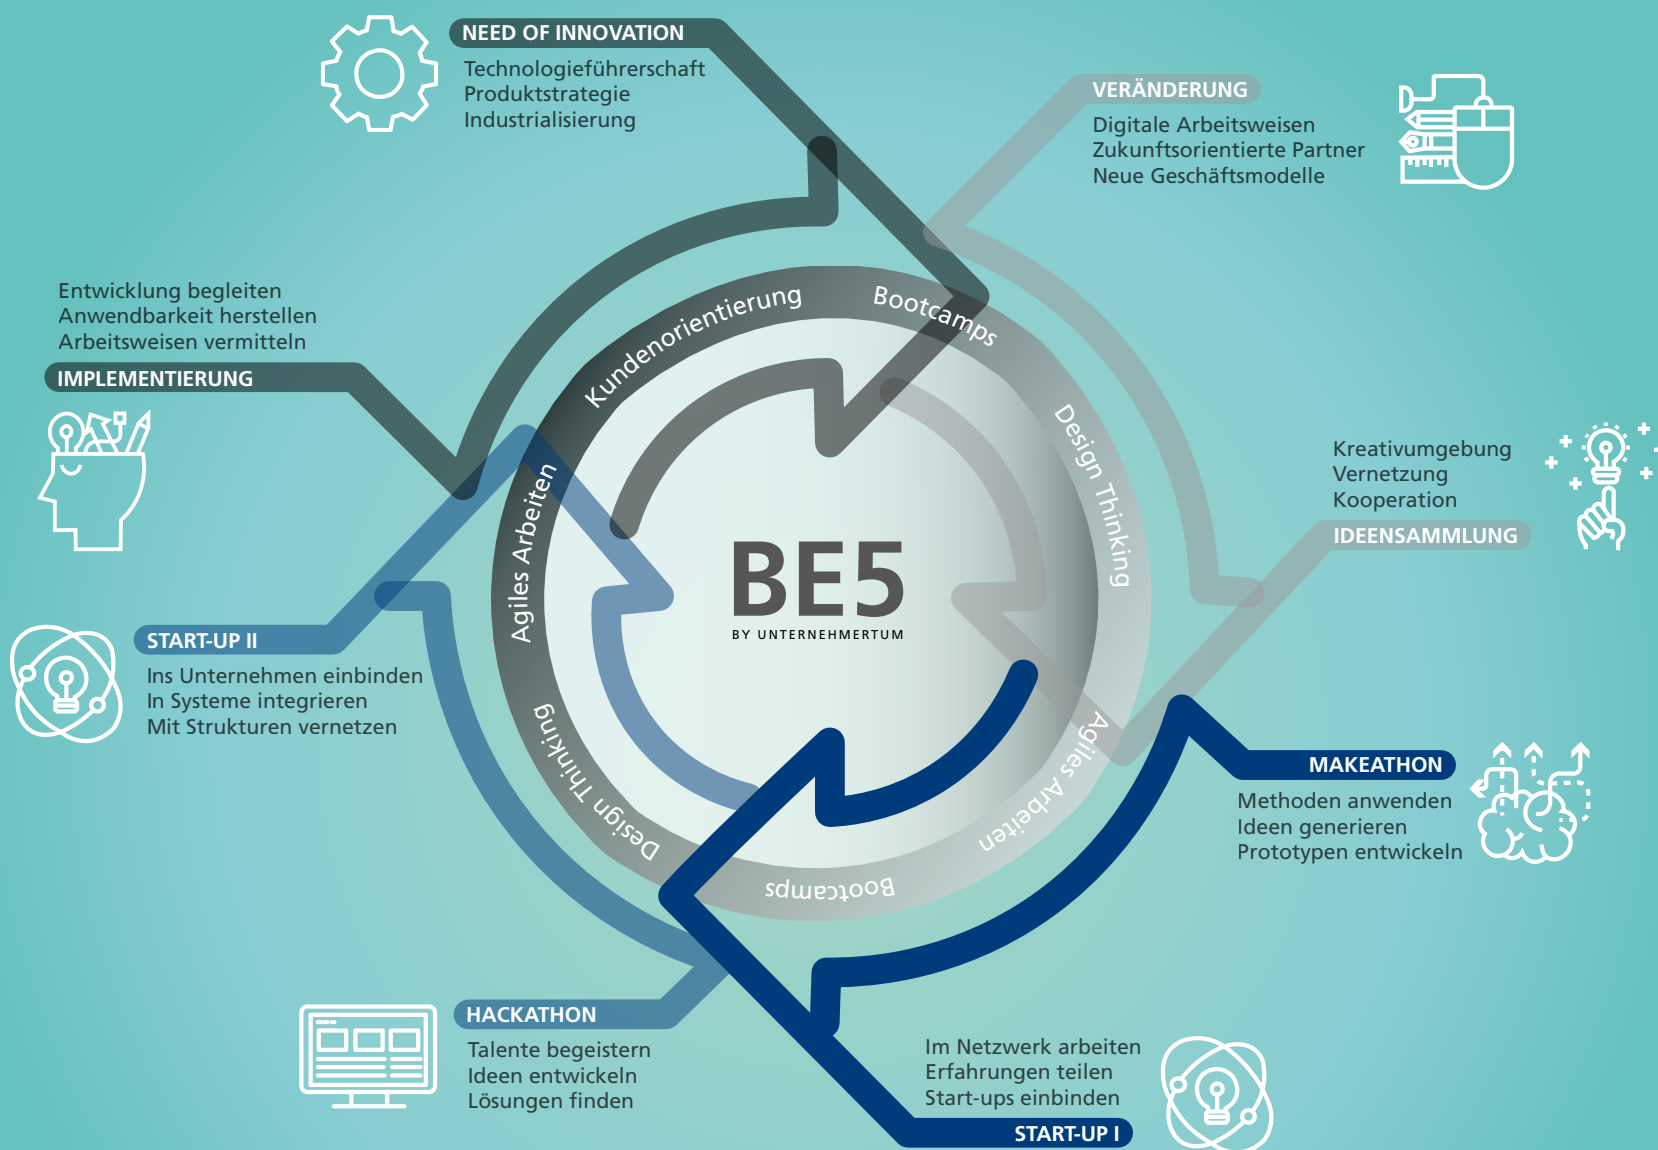 NEED OF INNOVATION
Technologieführerschaft
Produktstrategie
Industrialisierung
VERÄNDERUNG
Digitale Arbeitsweisen
Zukunftsorientierte Partner
Neue Geschäftsmodelle
Kreativumgebung
Vernetzung
Kooperation
IDEENSAMMLUNG
MAKEATHON
Methoden anwenden
Ideen generieren
Prototypen entwickeln
Im Netzwerk arbeiten
Erfahrungen teilen
Start-ups einbinden
START-UP I
HACKATHON
Talente begeistern
Ideen entwickeln
Lösungen finden
START-UP II
Ins Unternehmen einbinden
In Systeme integrieren
Mit Strukturen vernetzen
Entwicklung begleiten
Anwendbarkeit herstellen
Arbeitsweisen vermitteln
IMPLEMENTIERUNG
Kundenorientierung
Bootcamps
Design Thinking
Agiles Arbeiten
Bootcamps
Design Thinking
Agiles Arbeiten
BE5
BY UNTERNEHMERTUM